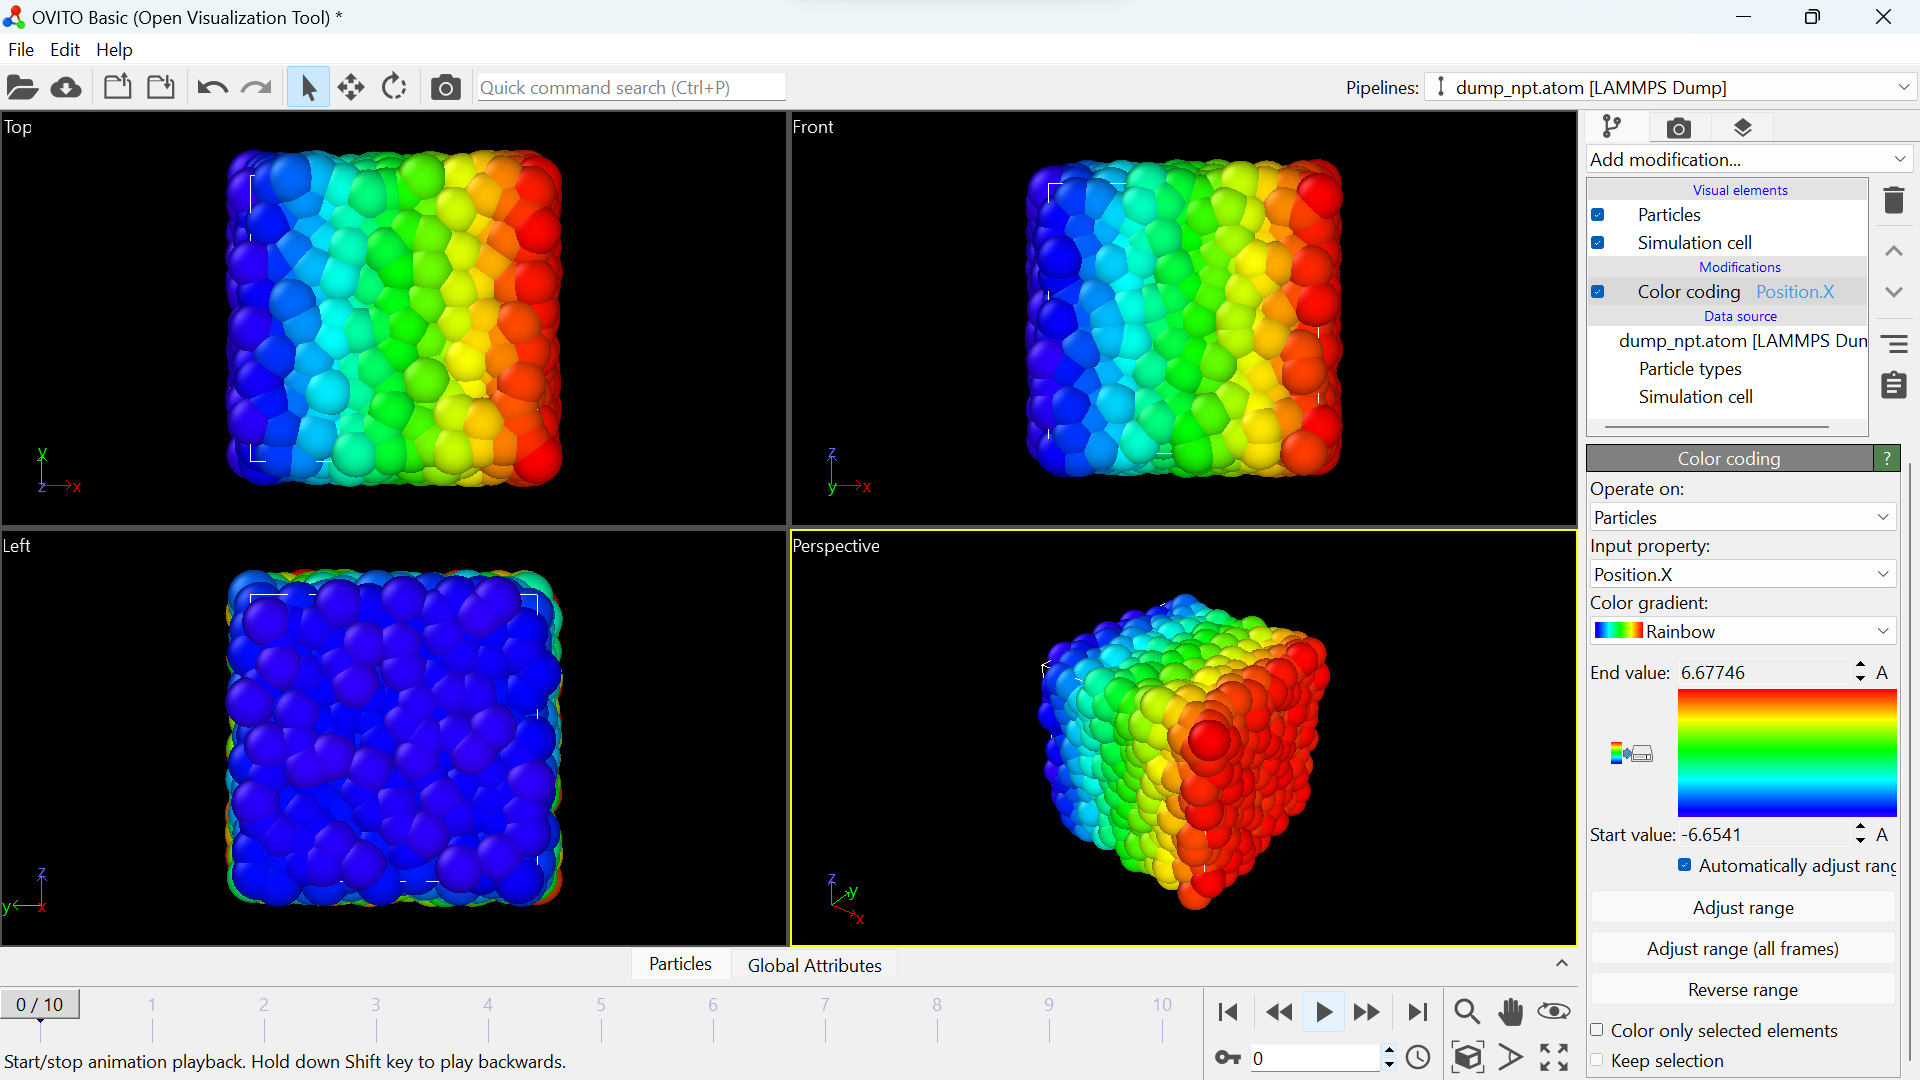 OVITO Basic (Open Visualization Tool) *
File Edit Help
Quick command search (Ctrl+P)
Pipelines: dump_npt.atom [LAMMPS Dump]
Top
Front
Add modification...
Visual elements
Particles
Simulation cell
Modifications
Color coding Position.X
Data source
dump_npt.atom [LAMMPS Dun
Particle types
Simulation cell
y
z x
z
y x
Color coding ?
Operate on:
Particles
Input property:
Position.X
Color gradient:
Rainbow
End value: 6.67746 A
Start value: -6.6541 A
Automatically adjust rang
Adjust range
Adjust range (all frames)
Reverse range
Color only selected elements
Keep selection
Left
Perspective
z
y x
z
y
x
Particles Global Attributes
0 / 10 1 2 3 4 5 6 7 8 9 10
0
Start/stop animation playback. Hold down Shift key to play backwards.